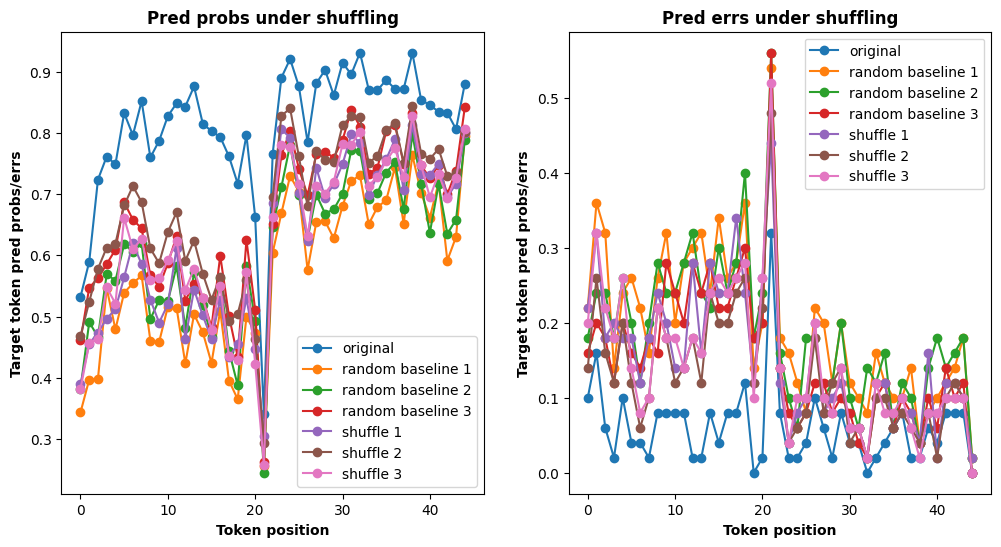 Pred probs under shuffling
Target token pred probs/errs
0.9
0.8
0.7
0.6
0.5
0.4
0.3
0
10
20
30
40
Token position
original
random baseline 1
random baseline 2
random baseline 3
shuffle 1
shuffle 2
shuffle 3
Pred errs under shuffling
Target token pred probs/errs
0.5
0.4
0.3
0.2
0.1
0.0
0
10
20
30
40
Token position
original
random baseline 1
random baseline 2
random baseline 3
shuffle 1
shuffle 2
shuffle 3